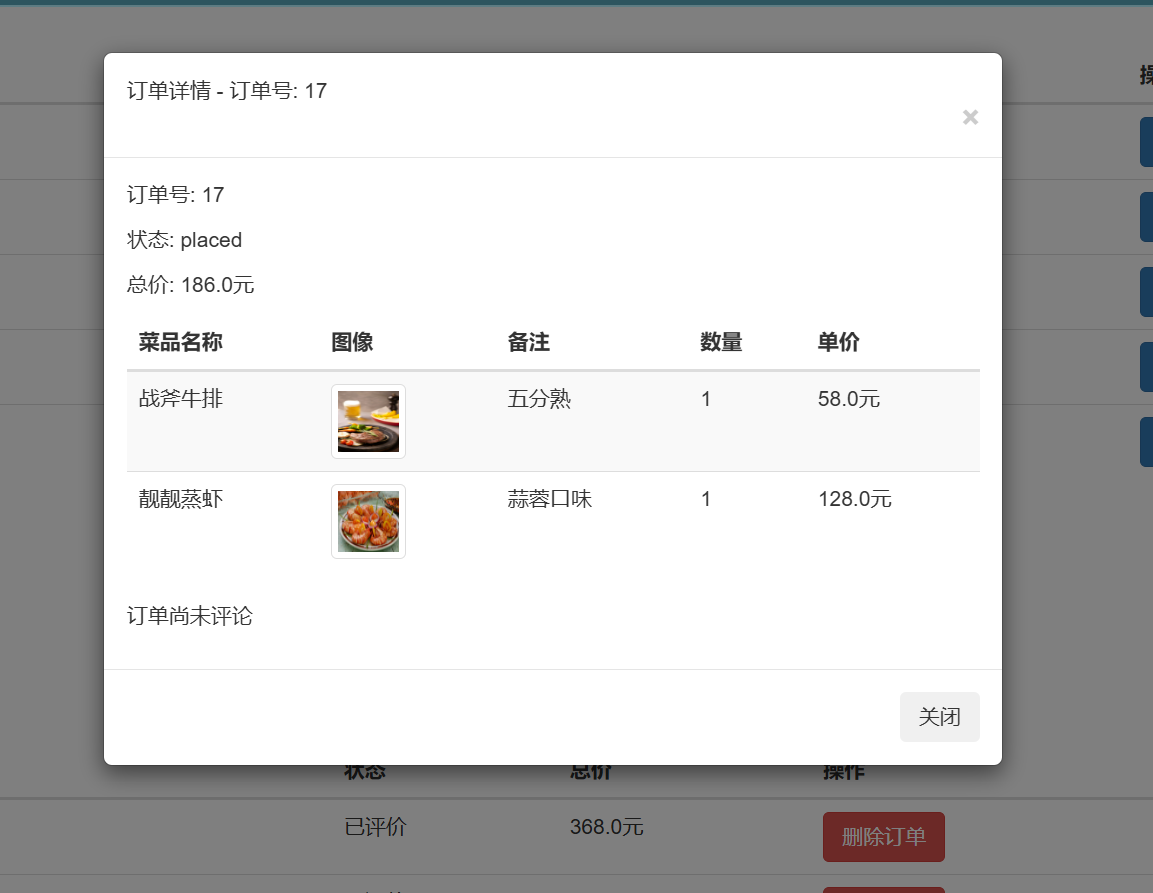 订单详情 - 订单号: 17
×
订单号: 17
状态: placed
总价: 186.0元
菜品名称 图像 备注 数量 单价
战斧牛排 五分熟 1 58.0元
靓靓蒸虾 蒜蓉口味 1 128.0元
订单尚未评论
关闭
状态 总价 操作
已评价 368.0元 删除订单